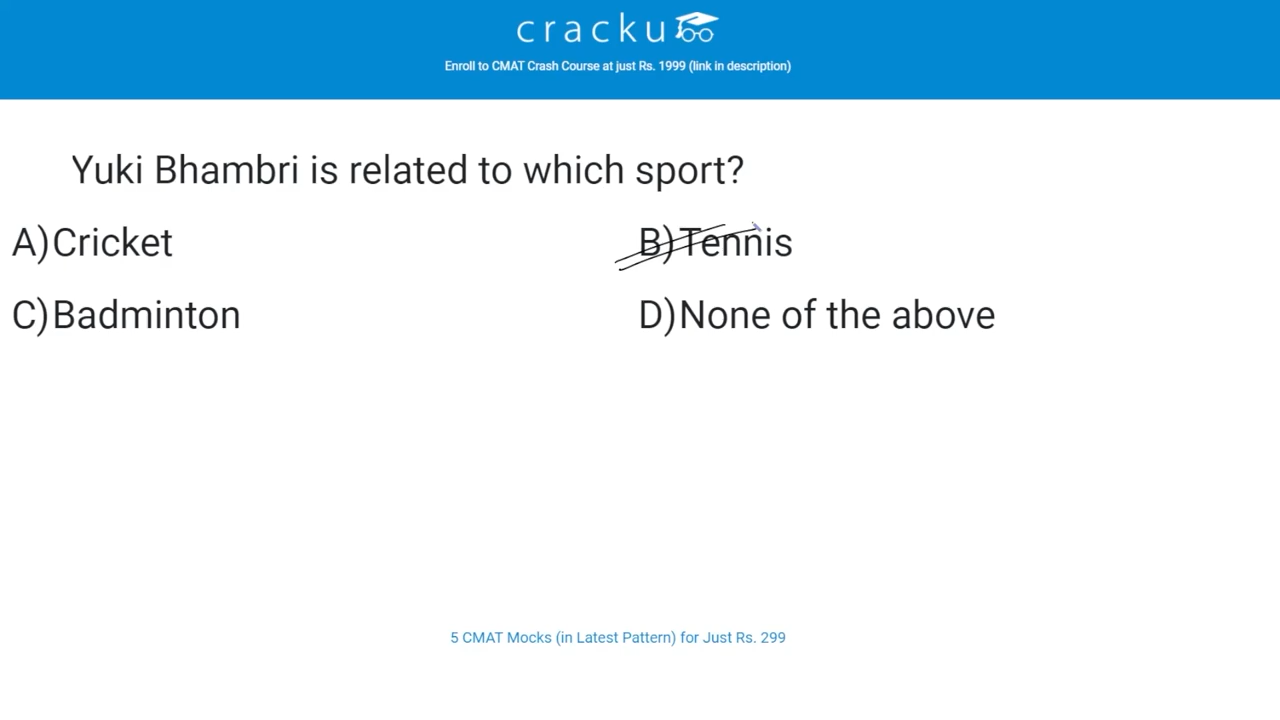 cracku
Enroll to CMAT Crash Course at just Rs. 1999 (link in description)
Yuki Bhambri is related to which sport?
A)Cricket B)Tennis
C)Badminton D)None of the above
5 CMAT Mocks (in Latest Pattern) for Just Rs. 299